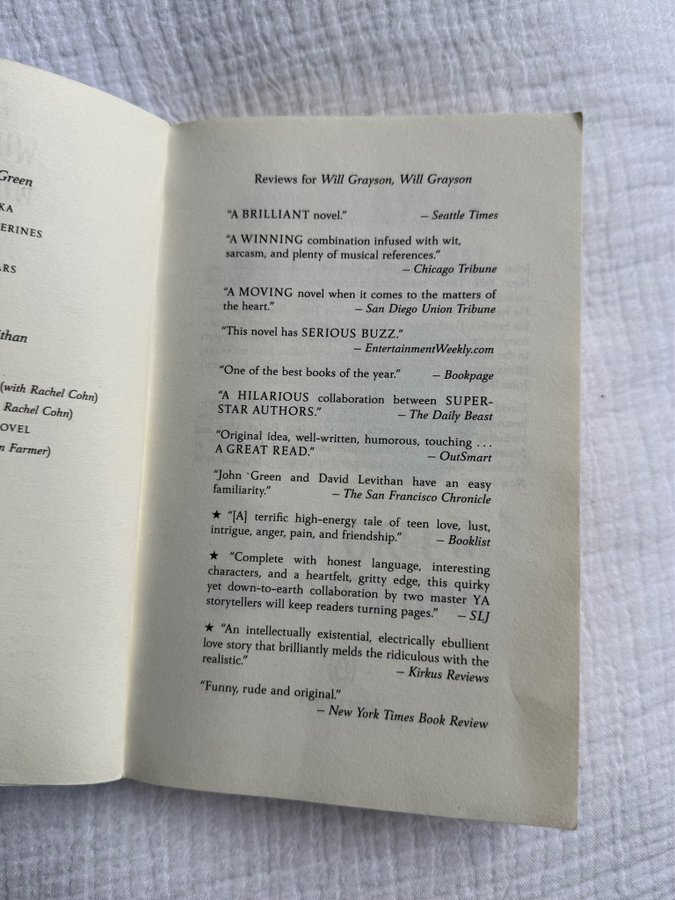 Green
KA
ERINES
ARS
ithan
(with Rachel Cohn)
Rachel Cohn)
OVEL
n Farmer)
Reviews for Will Grayson, Will Grayson
“A BRILLIANT novel.” – Seattle Times
“A WINNING combination infused with wit,
sarcasm, and plenty of musical references.”
– Chicago Tribune
“A MOVING novel when it comes to the matters of
the heart.” – San Diego Union Tribune
“This novel has SERIOUS BUZZ.”
– EntertainmentWeekly.com
“One of the best books of the year.” – Bookpage
“A HILARIOUS collaboration between SUPER-
STAR AUTHORS.” – The Daily Beast
“Original idea, well-written, humorous, touching . . .
A GREAT READ.” – OutSmart
“John Green and David Levithan have an easy
familiarity.” – The San Francisco Chronicle
★ “[A] terrific high-energy tale of teen love, lust,
intrigue, anger, pain, and friendship.” – Booklist
★ “Complete with honest language, interesting
characters, and a heartfelt, gritty edge, this quirky
yet down-to-earth collaboration by two master YA
storytellers will keep readers turning pages.” – SLJ
★ “An intellectually existential, electrically ebullient
love story that brilliantly melds the ridiculous with the
realistic.” – Kirkus Reviews
“Funny, rude and original.”
– New York Times Book Review